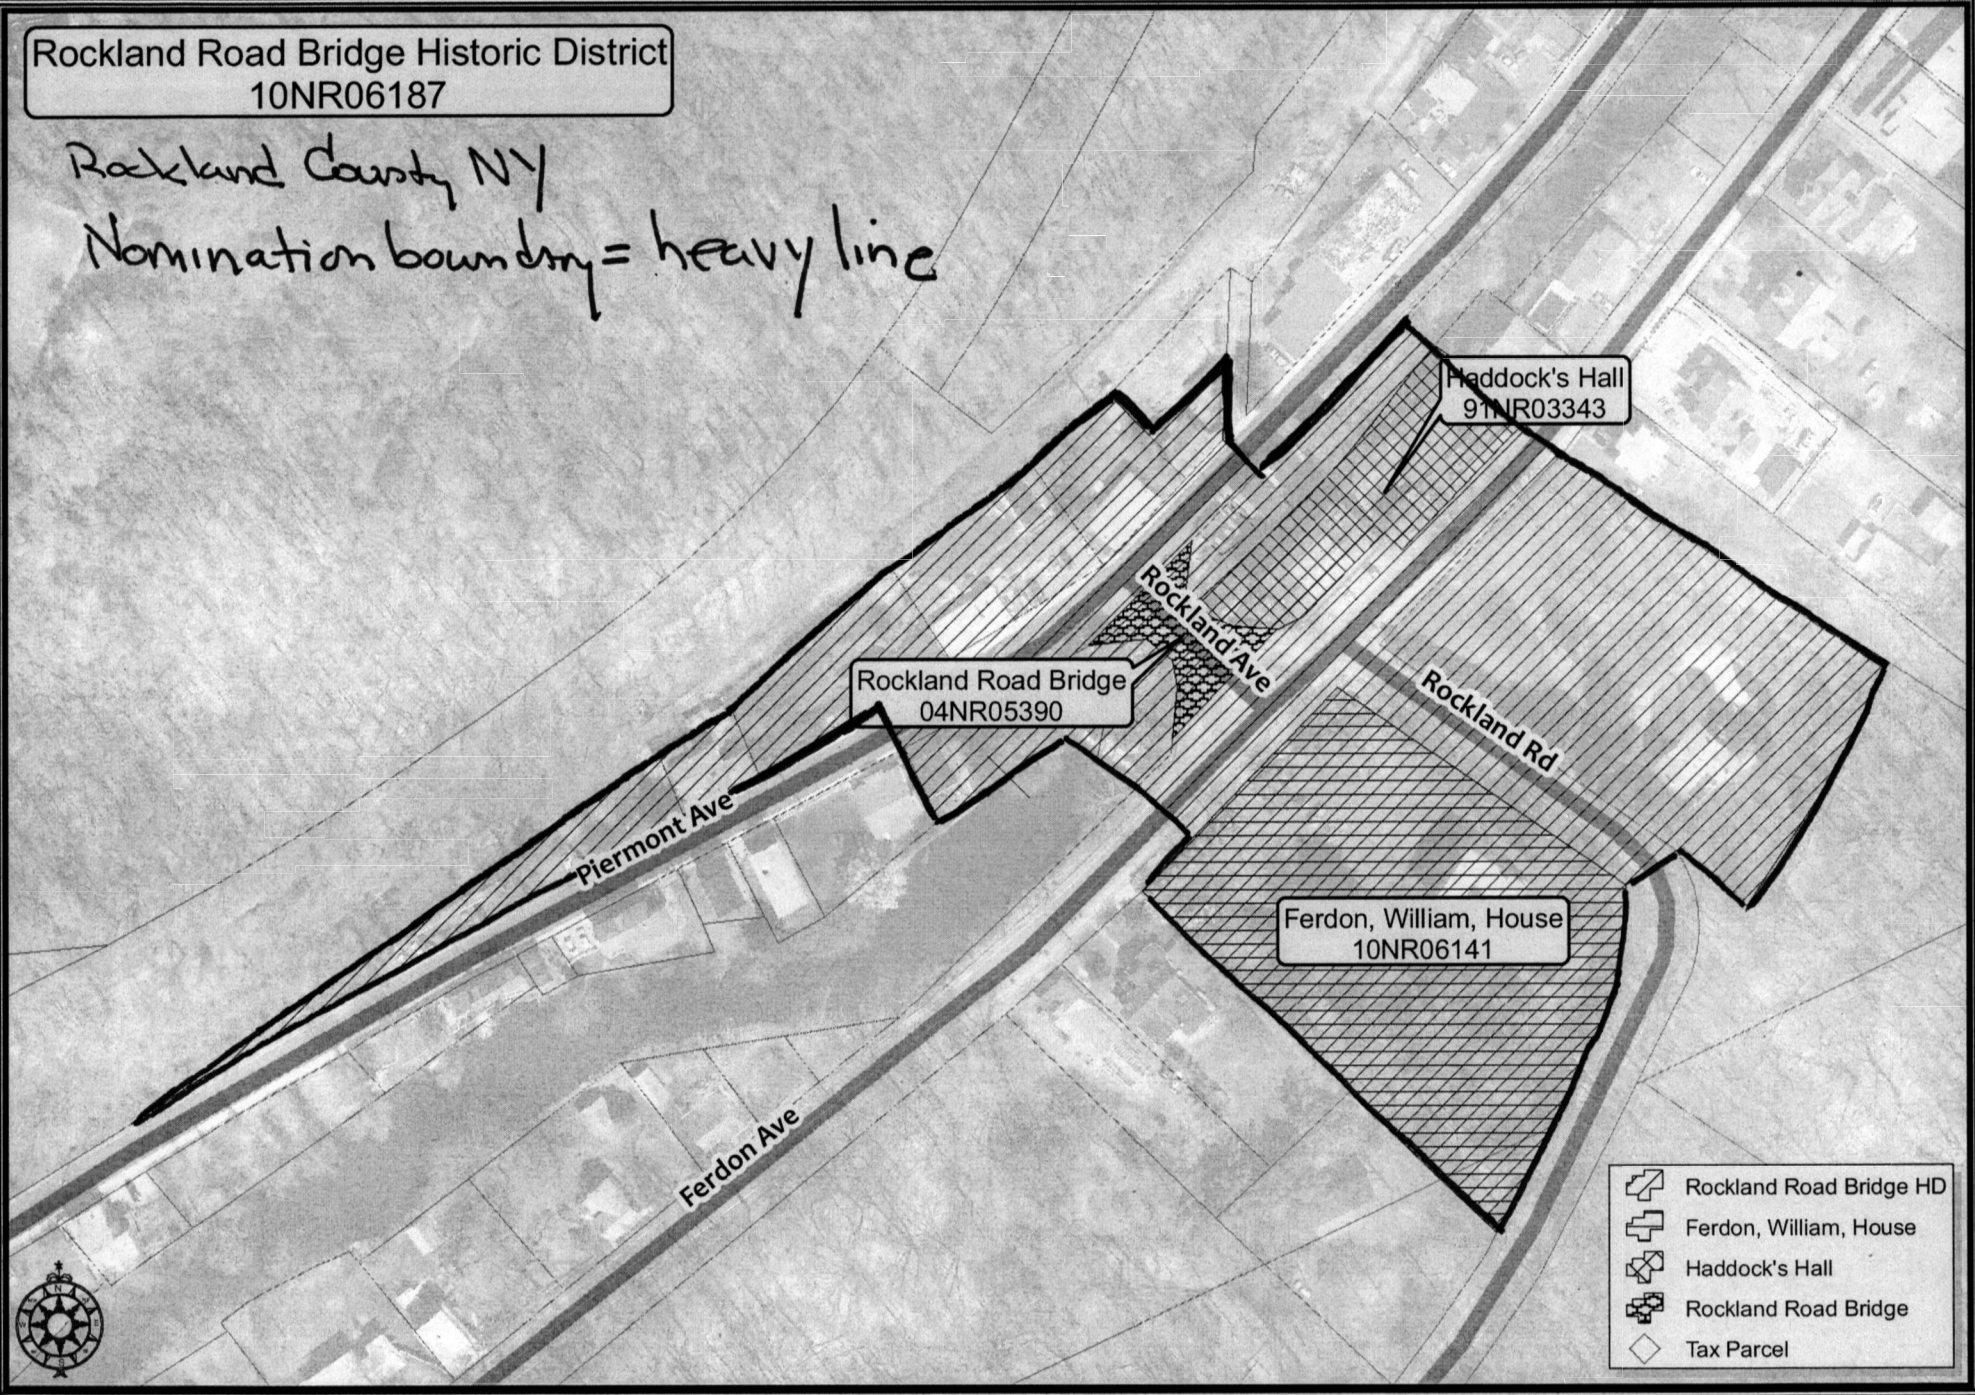 Rockland Road Bridge Historic District
10NR06187
Rockland County NY
Nomination boundry = heavy line
Haddock's Hall
91NR03343
Rockland Ave
Rockland Road Bridge
04NR05390
Rockland Rd
Piermont Ave
Ferdon, William, House
10NR06141
Ferdon Ave
Rockland Road Bridge HD
Ferdon, William, House
Haddock's Hall
Rockland Road Bridge
Tax Parcel
N
E
S
W